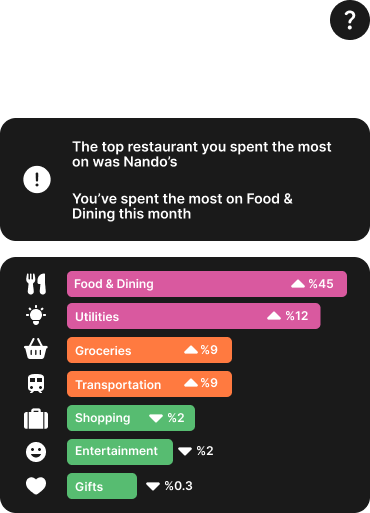 ?
The top restaurant you spent the most
on was Nando's
!
You've spent the most on Food &
Dining this month
Food & Dining %45
Utilities %12
Groceries %9
Transportation %9
Shopping %2
Entertainment %2
Gifts %0.3